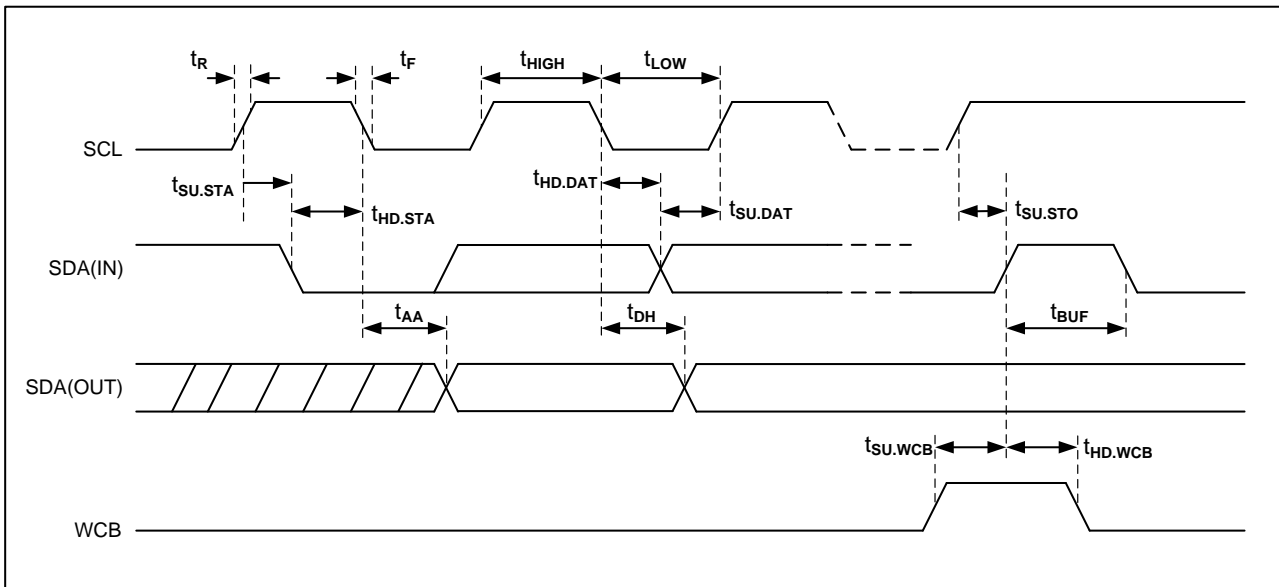 tR
tF
tHIGH
tLOW
SCL
tSU.STA
tHD.STA
tHD.DAT
tSU.DAT
tSU.STO
SDA(IN)
tAA
tDH
tBUF
SDA(OUT)
tSU.WCB
tHD.WCB
WCB